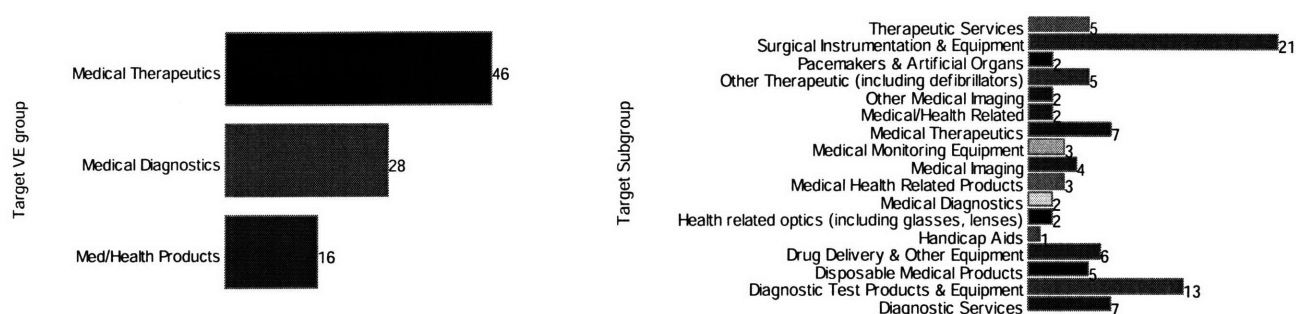 Target VE group
Medical Therapeutics 46
Medical Diagnostics 28
Med/Health Products 16
Target Subgroup
Therapeutic Services 5
Surgical Instrumentation & Equipment 21
Pacemakers & Artificial Organs 2
Other Therapeutic (including defibrillators) 5
Other Medical Imaging 2
Medical/Health Related 2
Medical Therapeutics 7
Medical Monitoring Equipment 3
Medical Imaging 4
Medical Health Related Products 3
Medical Diagnostics 2
Health related optics (including glasses, lenses) 2
Handicap Aids 1
Drug Delivery & Other Equipment 6
Disposable Medical Products 5
Diagnostic Test Products & Equipment 13
Diagnostic Services 7